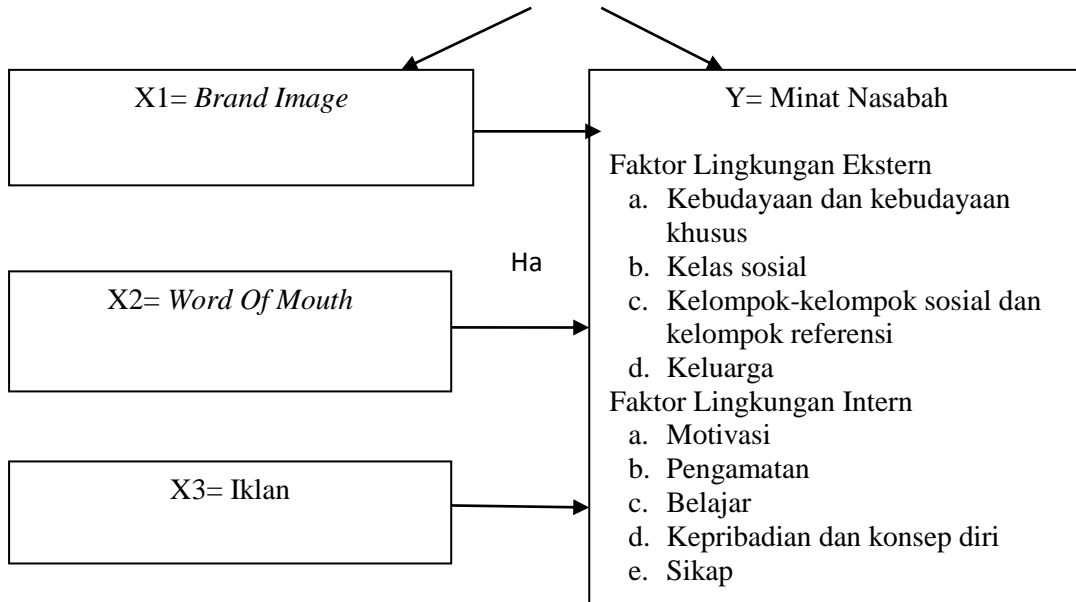 X1= Brand Image
Ha
X2= Word Of Mouth
X3= Iklan
Y= Minat Nasabah
Faktor Lingkungan Ekstern
a. Kebudayaan dan kebudayaan
khusus
b. Kelas sosial
c. Kelompok-kelompok sosial dan
kelompok referensi
d. Keluarga
Faktor Lingkungan Intern
a. Motivasi
b. Pengamatan
c. Belajar
d. Kepribadian dan konsep diri
e. Sikap